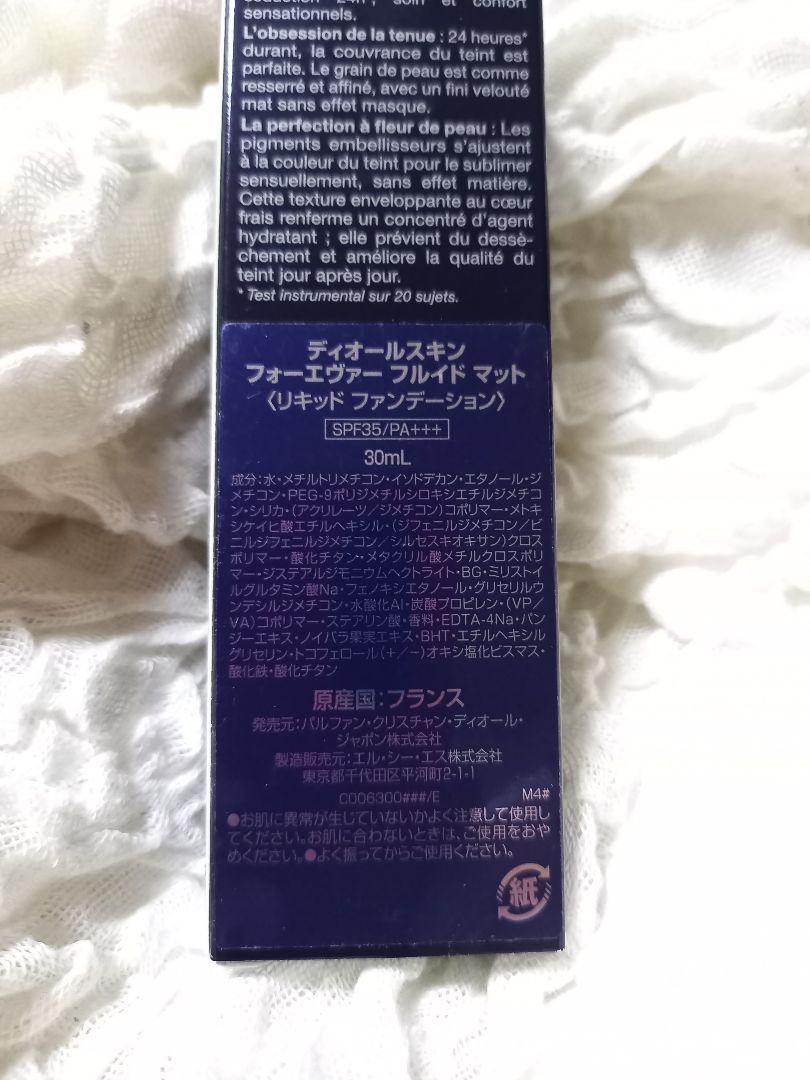 séduction 24h*, soin et confort
sensationnels.
L'obsession de la tenue : 24 heures*
durant, la couvrance du teint est
parfaite. Le grain de peau est comme
resserré et affiné, avec un fini velouté
mat sans effet masque.
La perfection à fleur de peau : Les
pigments embellisseurs s'ajustent
à la couleur du teint pour le sublimer
sensuellement, sans effet matière.
Cette texture enveloppante au cœur
frais renferme un concentré d'agent
hydratant ; elle prévient du dessè-
chement et améliore la qualité du
teint jour après jour.
* Test instrumental sur 20 sujets.
ディオールスキン
フォーエヴァー フルイド マット
〈リキッド ファンデーション〉
SPF35/PA+++
30mL
成分:水・メチルトリメチコン・イソドデカン・エタノール・ジ
メチコン・PEG-9ポリジメチルシロキシエチルジメチコ
ン・シリカ・(アクリレーツ/ジメチコン)コポリマー・メトキ
シケイヒ酸エチルヘキシル・(ジフェニルジメチコン/ビ
ニルジフェニルジメチコン/シルセスキオキサン)クロス
ポリマー・酸化チタン・メタクリル酸メチルクロスポリ
マー・ジステアルジモニウムヘクトライト・BG・ミリストイ
ルグルタミン酸Na・フェノキシエタノール・グリセリルウ
ンデシルジメチコン・水酸化Al・炭酸プロピレン・(VP/
VA)コポリマー・ステアリン酸・香料・EDTA-4Na・パン
ジーエキス・ノイバラ果実エキス・BHT・エチルヘキシル
グリセリン・トコフェロール(+/-)オキシ塩化ビスマス・
酸化鉄・酸化チタン
原産国:フランス
発売元:パルファン・クリスチャン・ディオール・
ジャポン株式会社
製造販売元:エル・シー・エス株式会社
東京都千代田区平河町2-1-1
C006300###/E M4#
●お肌に異常が生じていないかよく注意して使用し
てください。お肌に合わないときは、ご使用をおや
めください。●よく振ってからご使用ください。
紙